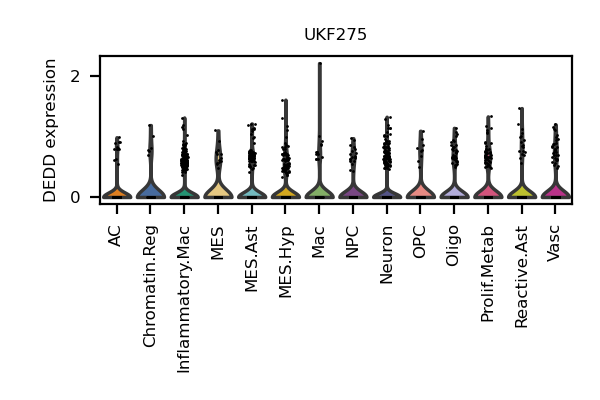 UKF275
DEDD expression
2
0
AC
Chromatin.Reg
Inflammatory.Mac
MES
MES.Ast
MES.Hyp
Mac
NPC
Neuron
OPC
Oligo
Prolif.Metab
Reactive.Ast
Vasc